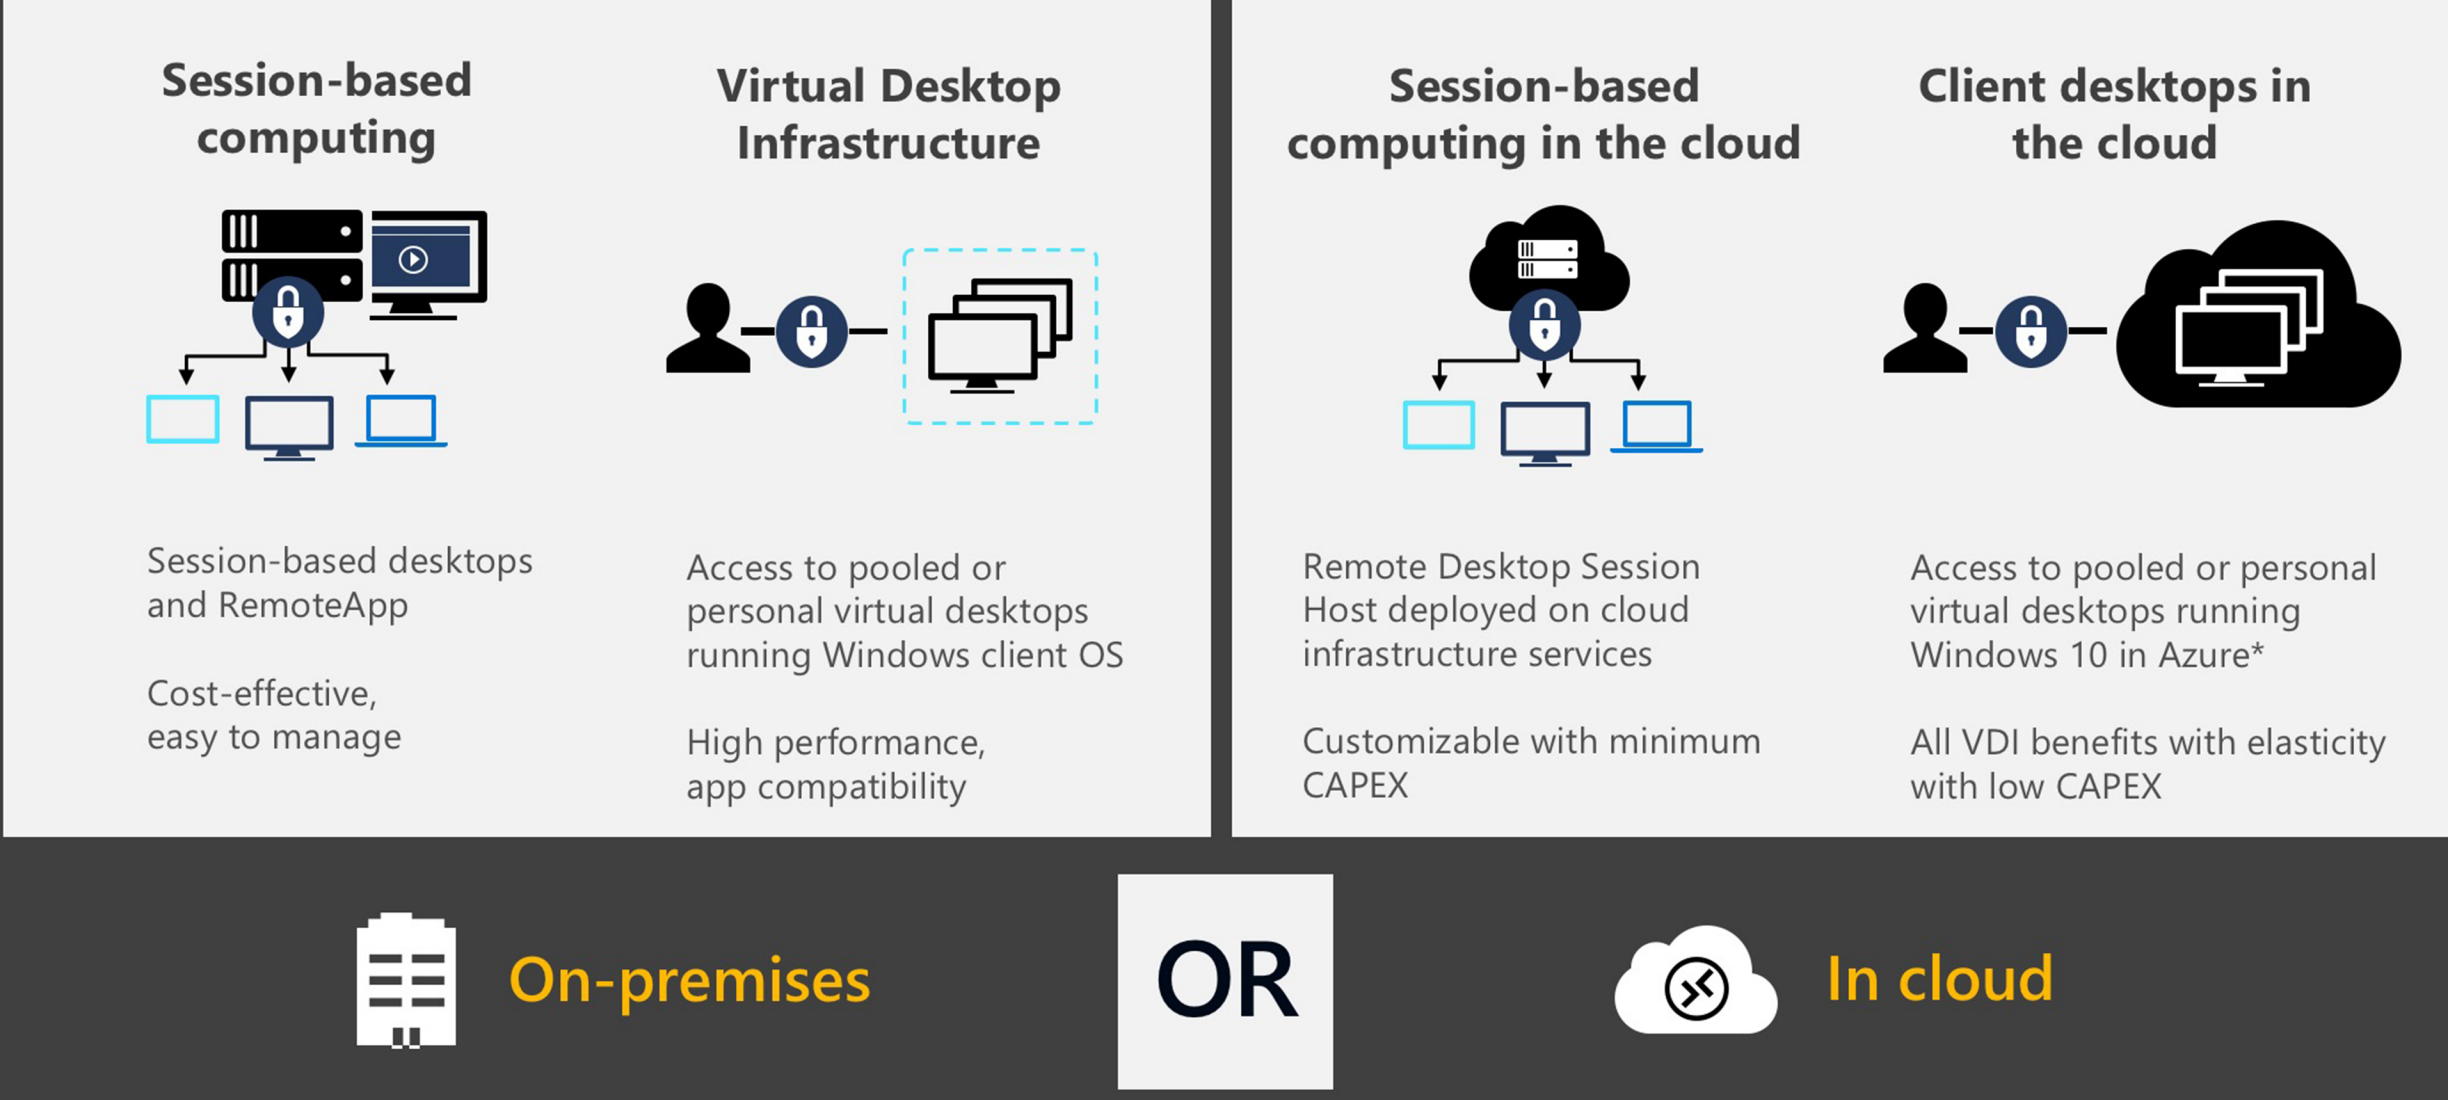 Session-based
computing
Session-based desktops
and RemoteApp
Cost-effective,
easy to manage
Virtual Desktop
Infrastructure
Access to pooled or
personal virtual desktops
running Windows client OS
High performance,
app compatibility
Session-based
computing in the cloud
Remote Desktop Session
Host deployed on cloud
infrastructure services
Customizable with minimum
CAPEX
Client desktops in
the cloud
Access to pooled or personal
virtual desktops running
Windows 10 in Azure*
All VDI benefits with elasticity
with low CAPEX
On-premises
OR
In cloud